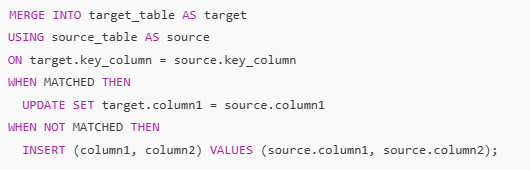 MERGE INTO target_table AS target
USING source_table AS source
ON target.key_column = source.key_column
WHEN MATCHED THEN
  UPDATE SET target.column1 = source.column1
WHEN NOT MATCHED THEN
  INSERT (column1, column2) VALUES (source.column1, source.column2);